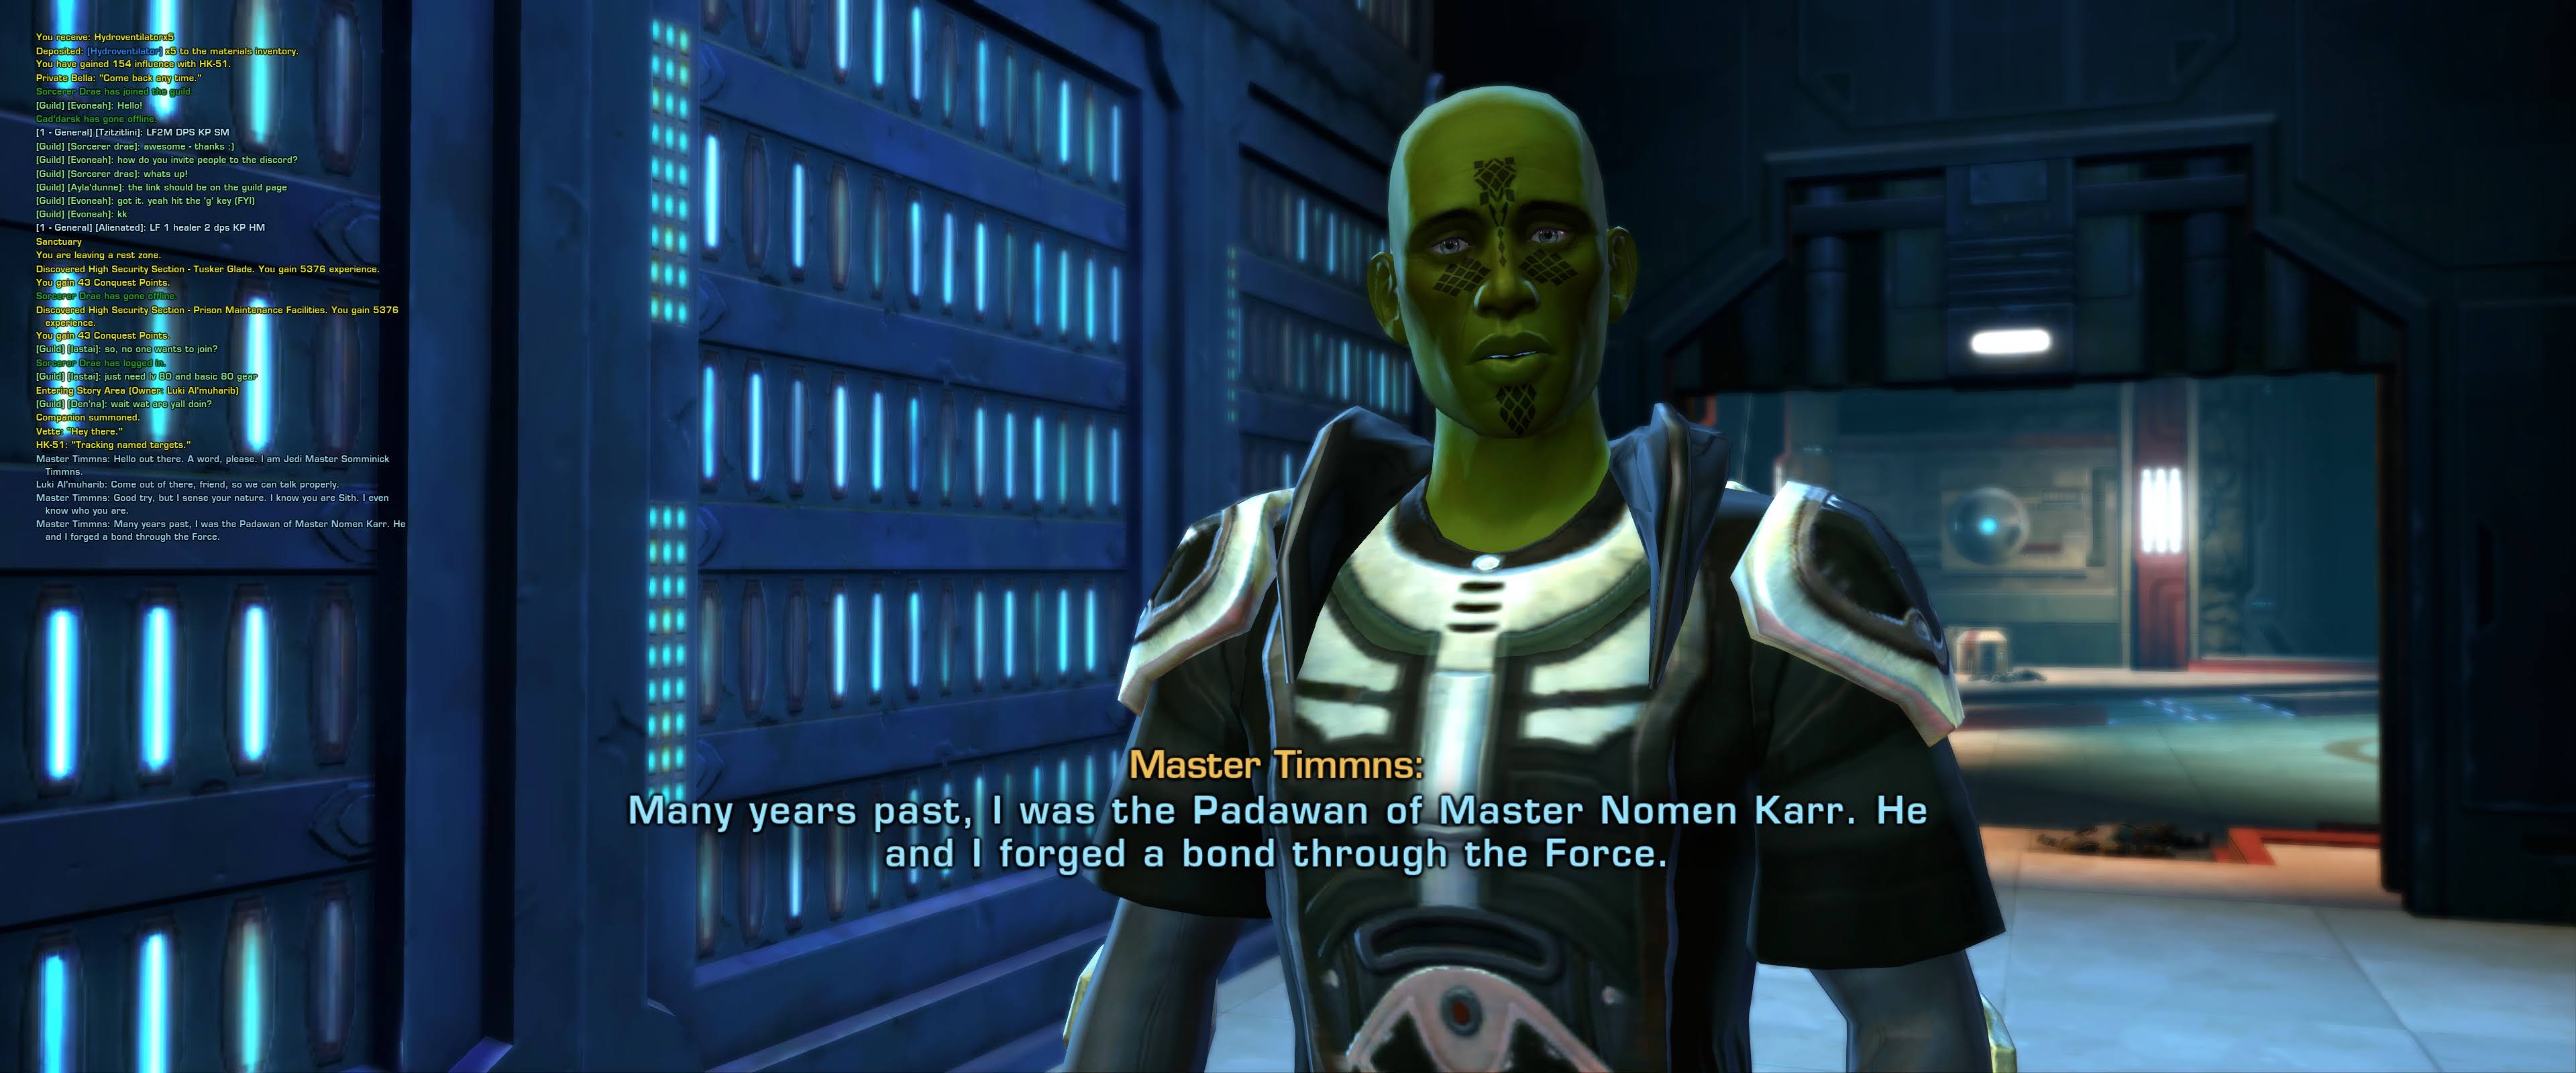 You receive: Hydroventilatorx5
Deposited: [Hydroventilator] x5 to the materials inventory.
You have gained 154 influence with HK-51.
Private Bella: "Come back any time."
Sorcerer Drae has joined the guild.
[Guild] [Evoneah]: Hello!
Cad'darsk has gone offline.
[1 - General] [Tzitzitlini]: LF2M DPS KP SM
[Guild] [Sorcerer drae]: awesome - thanks :)
[Guild] [Evoneah]: how do you invite people to the discord?
[Guild] [Sorcerer drae]: whats up!
[Guild] [Ayla'dunne]: the link should be on the guild page
[Guild] [Evoneah]: got it. yeah hit the 'g' key (FYI)
[Guild] [Evoneah]: kk
[1 - General] [Alienated]: LF 1 healer 2 dps KP HM
Sanctuary
You are leaving a rest zone.
Discovered High Security Section - Tusker Glade. You gain 5376 experience.
You gain 43 Conquest Points.
Sorcerer Drae has gone offline.
Discovered High Security Section - Prison Maintenance Facilities. You gain 5376
experience.
You gain 43 Conquest Points.
[Guild] [Iastai]: so, no one wants to join?
Sorcerer Drae has logged in.
[Guild] [Iastai]: just need lv 80 and basic 80 gear
Entering Story Area (Owner: Luki Al'muharib)
[Guild] [Den'na]: wait wat are yall doin?
Companion summoned.
Vette: "Hey there."
HK-51: "Tracking named targets."
Master Timmns: Hello out there. A word, please. I am Jedi Master Somminick
Timmns.
Luki Al'muharib: Come out of there, friend, so we can talk properly.
Master Timmns: Good try, but I sense your nature. I know you are Sith. I even
know who you are.
Master Timmns: Many years past, I was the Padawan of Master Nomen Karr. He
and I forged a bond through the Force.
Master Timmns:
Many years past, I was the Padawan of Master Nomen Karr. He
and I forged a bond through the Force.